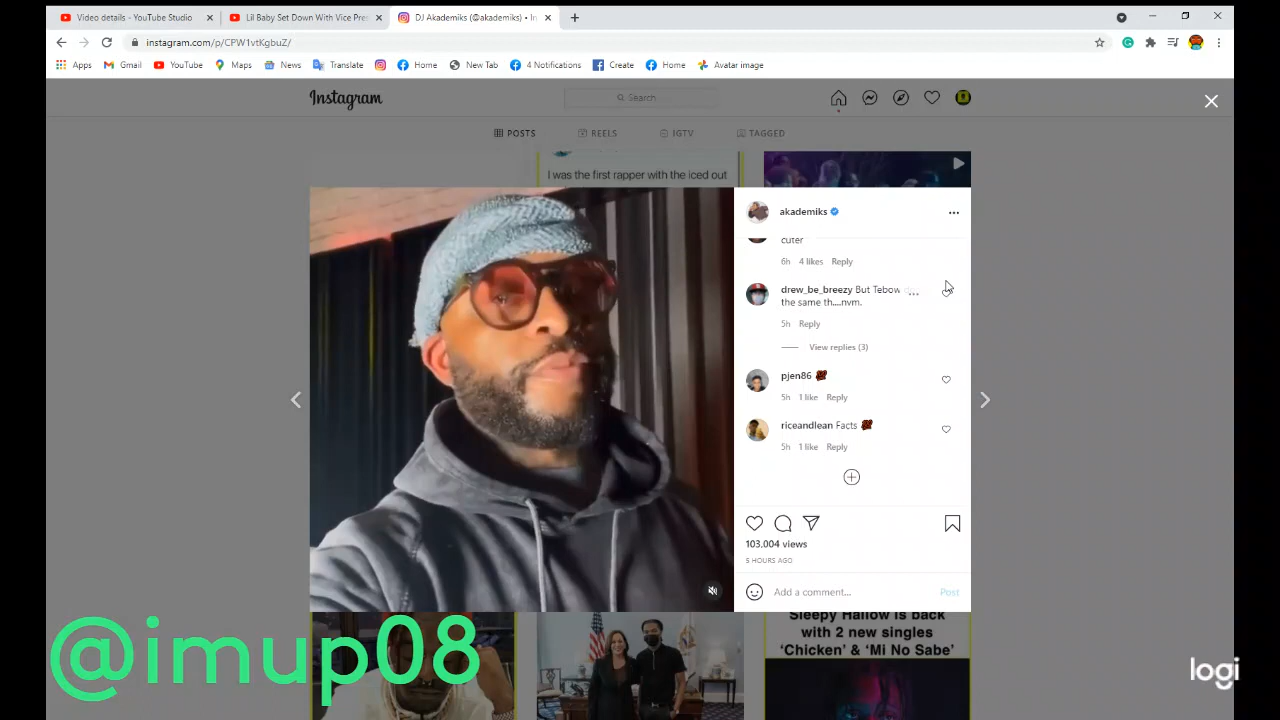 Video details - YouTube Studio
Lil Baby Set Down With Vice Pre
DJ Akademiks (@akademiks) • In
instagram.com/p/CPW1vtKgbuZ/
Apps Gmail YouTube Maps News Translate Home New Tab 4 Notifications Create Home Avatar image
Instagram
Search
POSTS REELS IGTV TAGGED
I was the first rapper with the iced out
akademiks
cuter
6h 4 likes Reply
drew_be_breezy But Tebow
the same th....nvm.
5h Reply
View replies (3)
pjen86
5h 1 like Reply
riceandlean Facts
5h 1 like Reply
103,004 views
5 HOURS AGO
Add a comment... Post
Sleepy Hallow is back
with 2 new singles
‘Chicken’ & ‘Mi No Sabe’
@imup08
logi